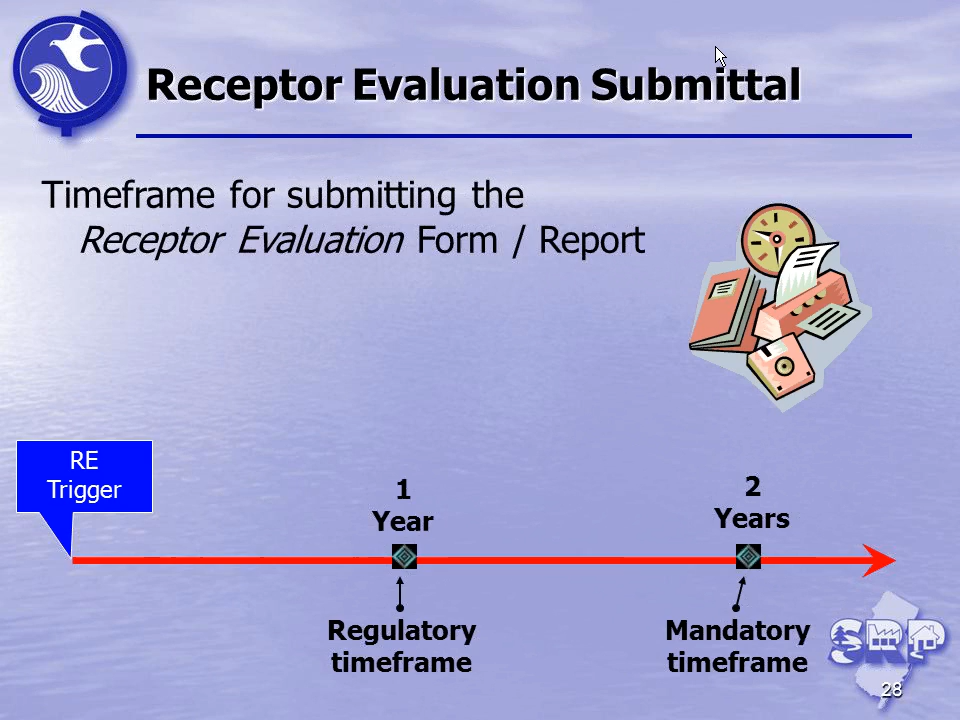 Receptor Evaluation Submittal
Timeframe for submitting the
Receptor Evaluation Form / Report
RE
Trigger
1
Year
2
Years
Regulatory
timeframe
Mandatory
timeframe
SRP
28